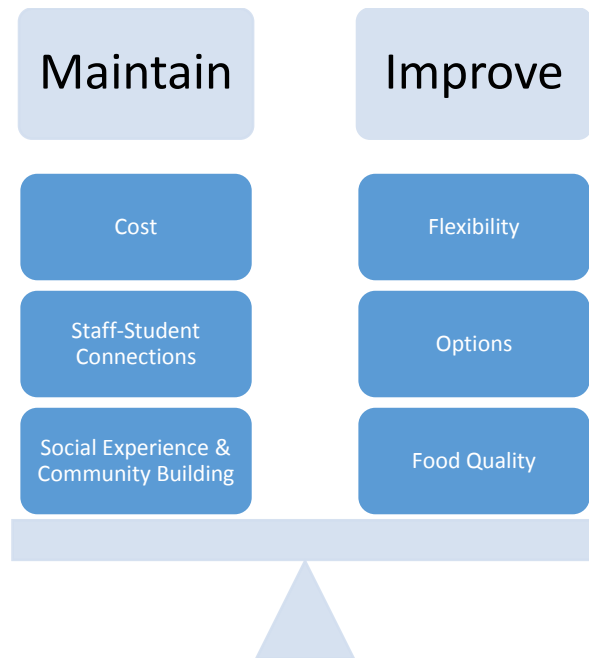 Maintain
Improve
Cost
Flexibility
Staff-Student
Connections
Options
Social Experience &
Community Building
Food Quality